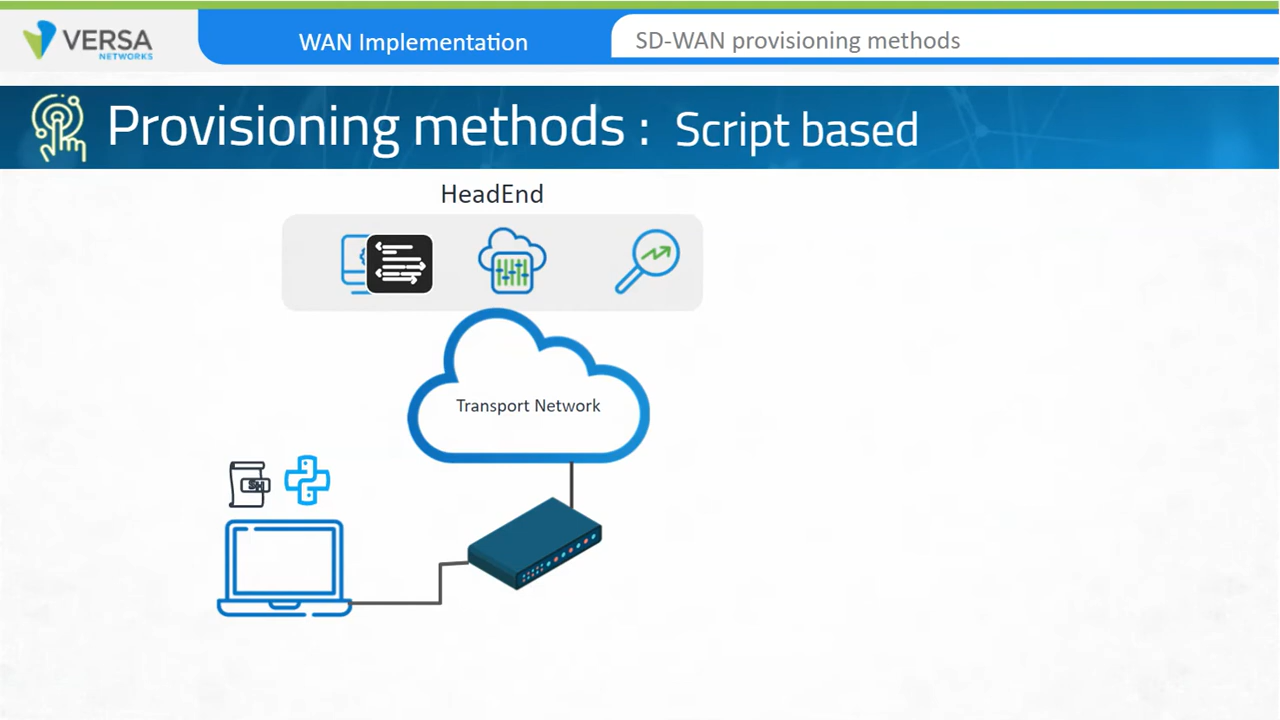 VERSA
NETWORKS
WAN Implementation
SD-WAN provisioning methods
Provisioning methods : Script based
HeadEnd
Transport Network
SH